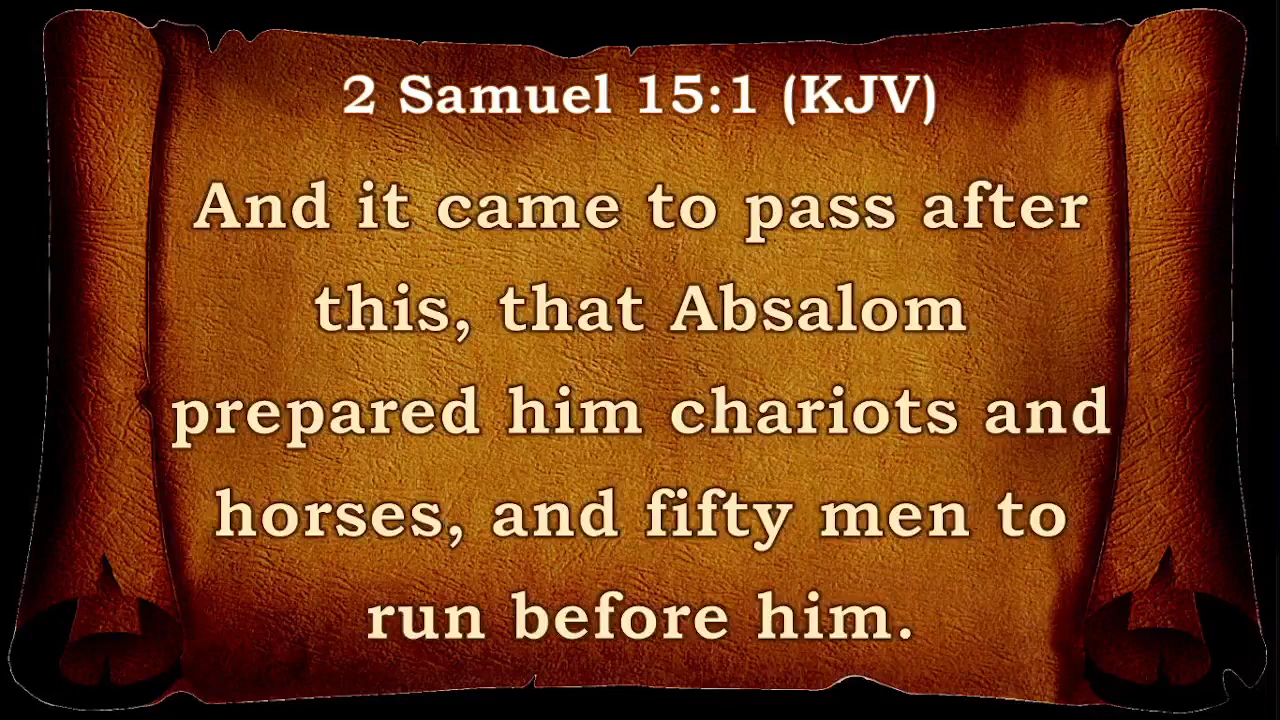 2 Samuel 15:1 (KJV)
And it came to pass after
this, that Absalom
prepared him chariots and
horses, and fifty men to
run before him.